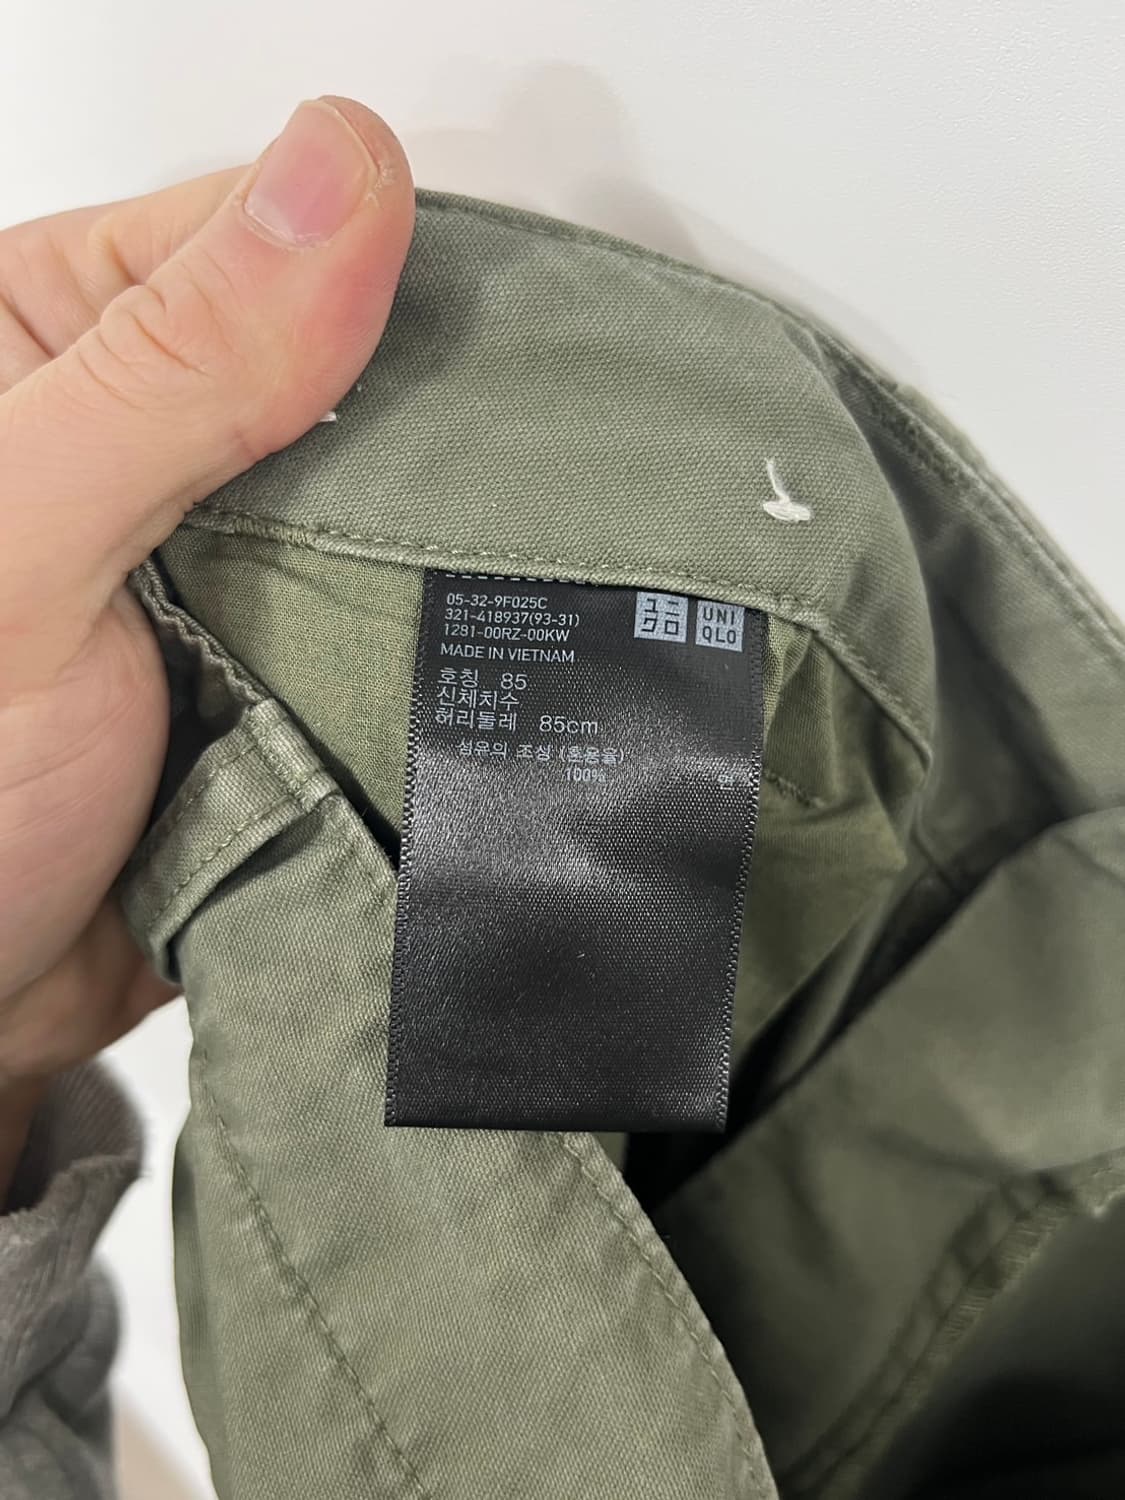 05-32-9F025C
321-418937(93-31)
1281-00RZ-00KW
MADE IN VIETNAM
ユニ
クロ
UNI
QLO
호칭 85
신체치수
허리둘레 85cm
섬유의 조성 (혼용율)
100% 면